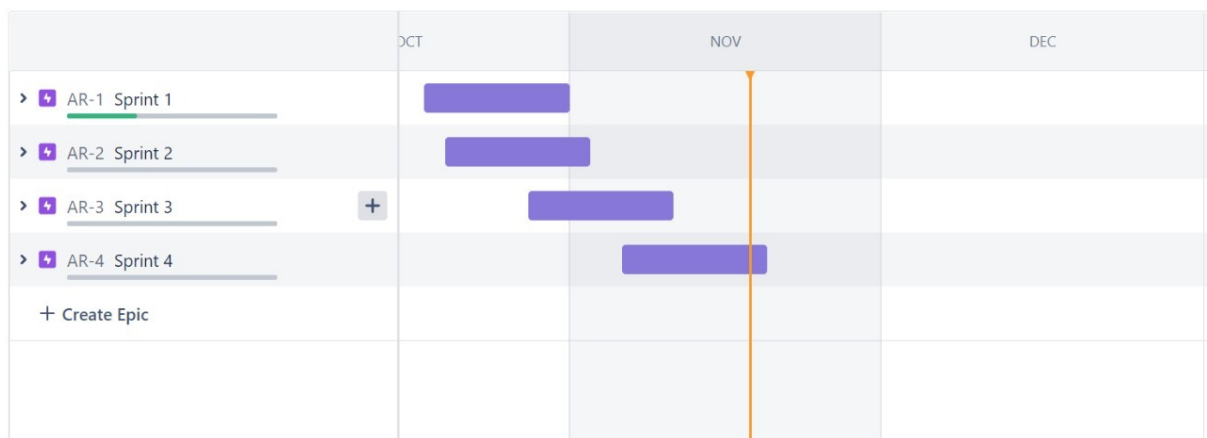 OCT NOV DEC
AR-1 Sprint 1
AR-2 Sprint 2
AR-3 Sprint 3 +
AR-4 Sprint 4
+ Create Epic